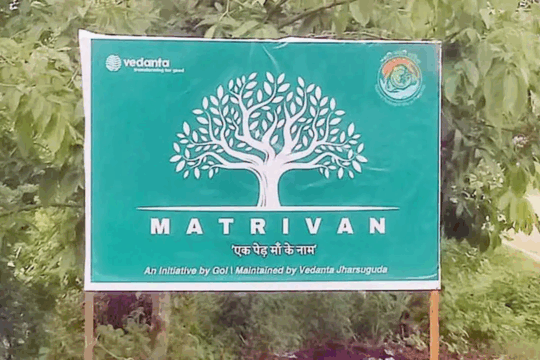 vedanta
transforming for good
MATRIVAN
'एक पेड़ माँ के नाम'
An initiative by GoI \ Maintained by Vedanta Jharsuguda